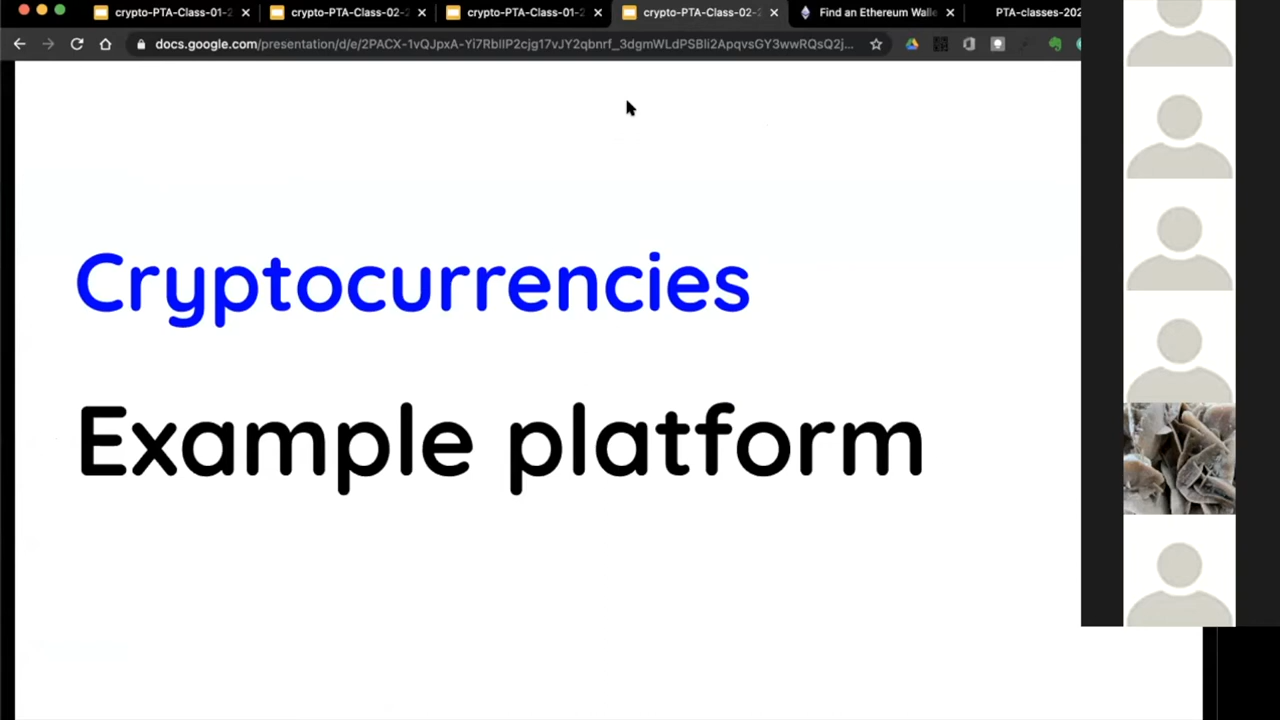 crypto-PTA-Class-01-2
crypto-PTA-Class-02-2
crypto-PTA-Class-01-2
crypto-PTA-Class-02-2
Find an Ethereum Walle
PTA-classes-202
Cryptocurrencies
Example platform